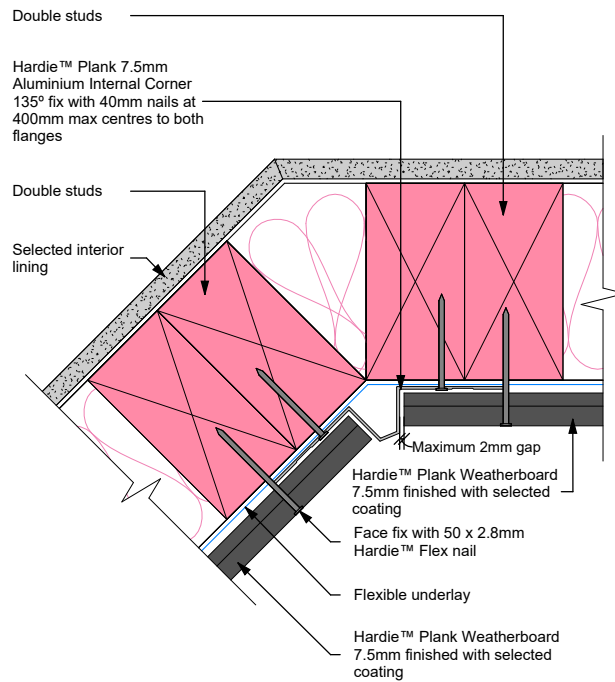 Double studs
Hardie™ Plank 7.5mm
Aluminium Internal Corner
135º fix with 40mm nails at
400mm max centres to both
flanges
Double studs
Selected interior
lining
Maximum 2mm gap
Hardie™ Plank Weatherboard
7.5mm finished with selected
coating
Face fix with 50 x 2.8mm
Hardie™ Flex nail
Flexible underlay
Hardie™ Plank Weatherboard
7.5mm finished with selected
coating